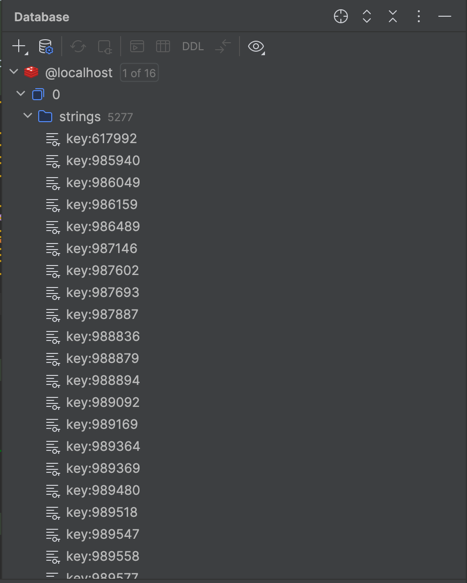 Database
DDL
@localhost 1 of 16
0
strings 5277
key:617992
key:985940
key:986049
key:986159
key:986489
key:987146
key:987602
key:987693
key:987887
key:988836
key:988879
key:988894
key:989092
key:989169
key:989364
key:989369
key:989480
key:989518
key:989547
key:989558
key:989577